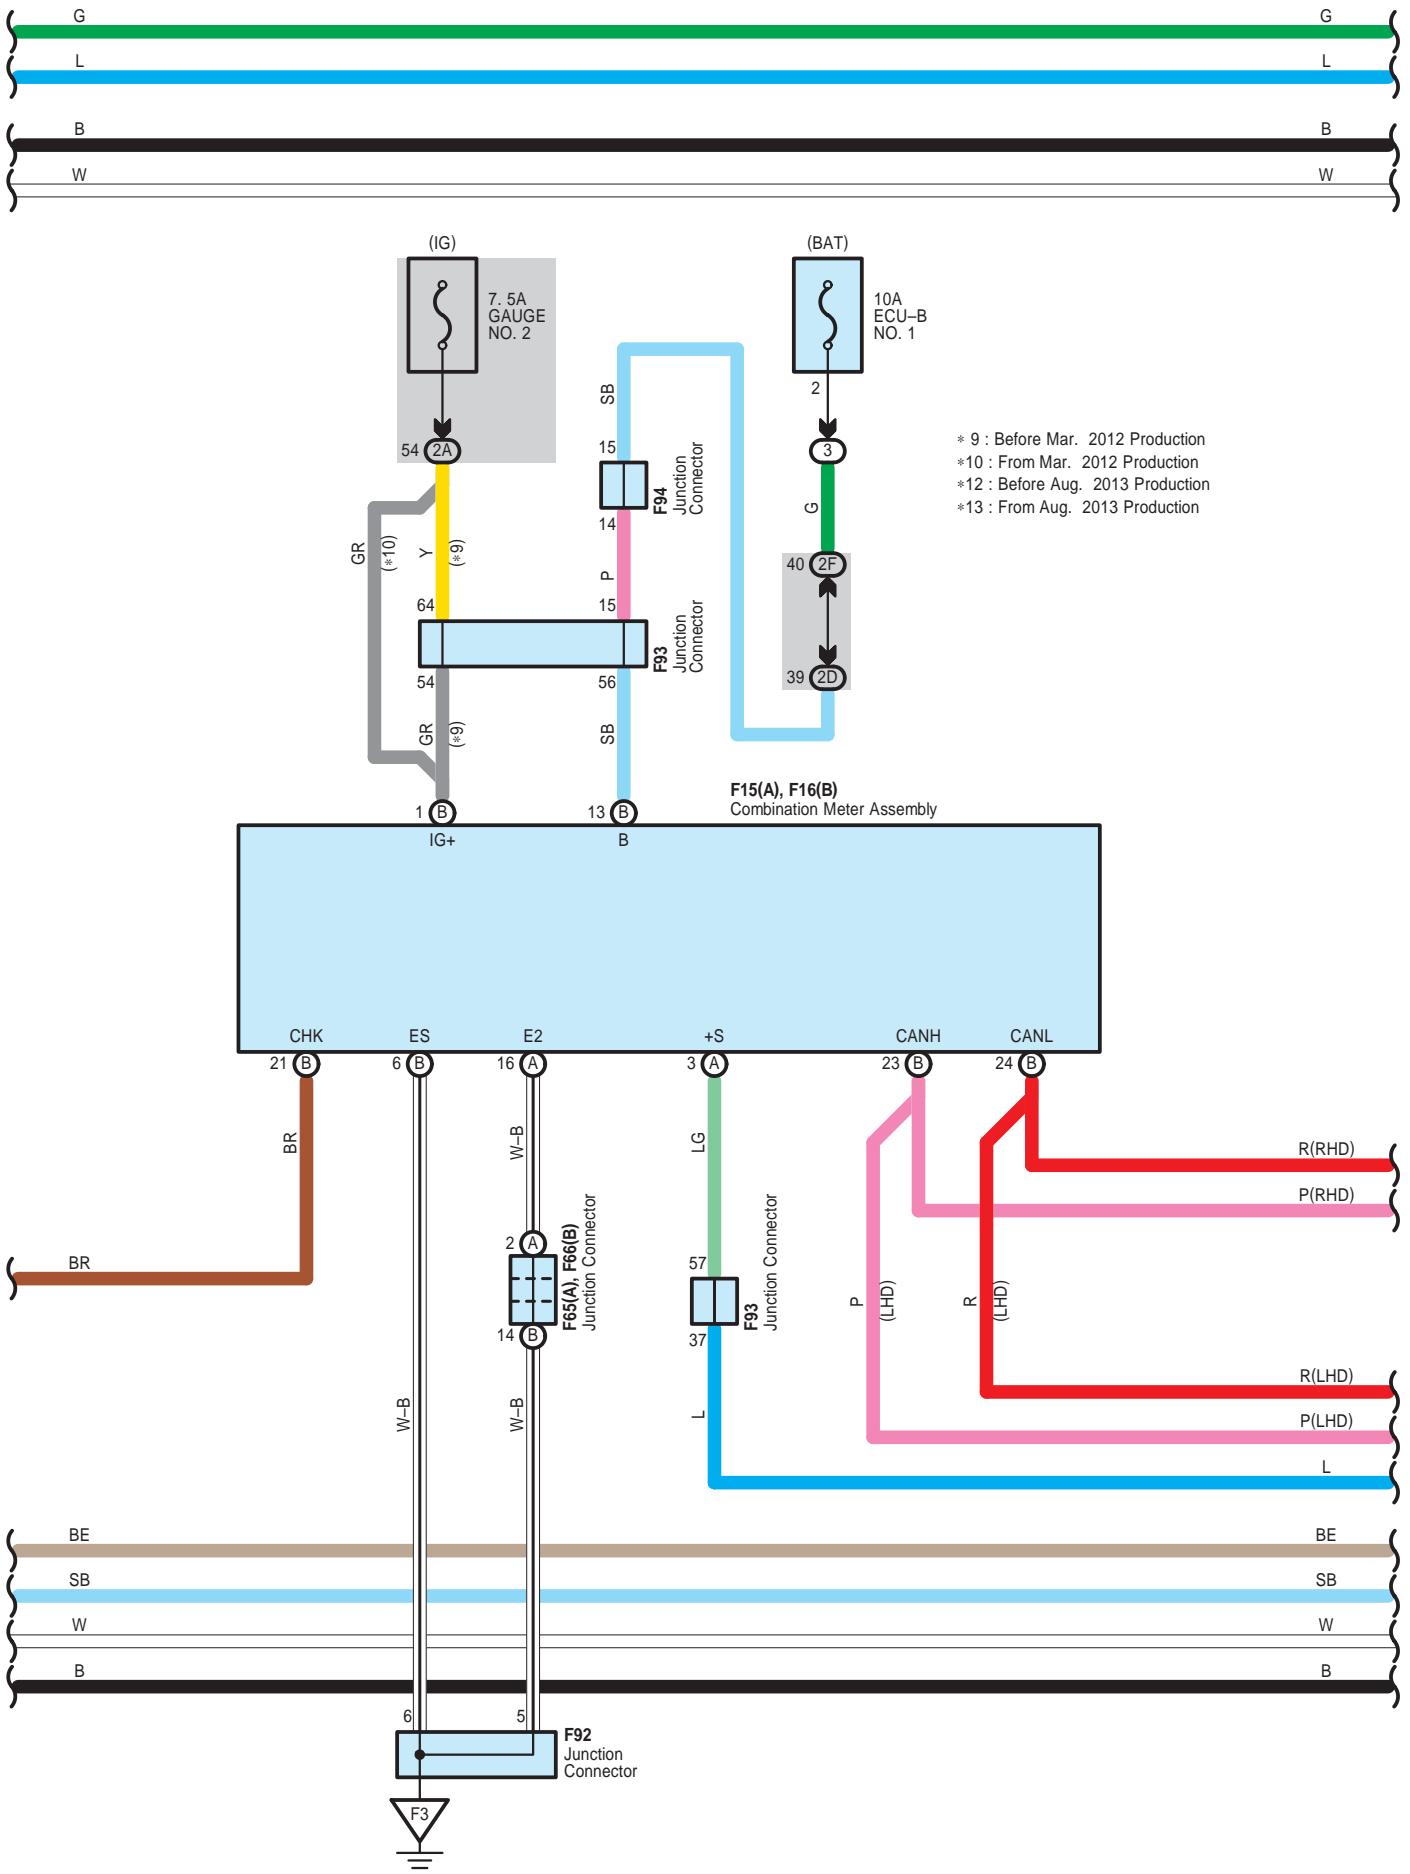 G G
L L
B B
W W
(IG) (BAT)
7. 5A
GAUGE
NO. 2
10A
ECU–B
NO. 1
2
SB
54 2A
15
3
F94
Junction
Connector
∗ 9 : Before Mar. 2012 Production
∗10 : From Mar. 2012 Production
∗12 : Before Aug. 2013 Production
∗13 : From Aug. 2013 Production
14
G
GR
(∗10)
Y
(∗9)
P
40 2F
64 15
F93
Junction
Connector
54 56
39 2D
GR
(∗9)
SB
F15(A), F16(B)
Combination Meter Assembly
1 B 13 B
IG+ B
CHK ES E2 +S CANH CANL
21 B 6 B 16 A 3 A 23 B 24 B
BR
W–B
LG
R(RHD)
P(RHD)
2 A
F65(A), F66(B)
Junction Connector
BR
57
F93
Junction Connector
P
(LHD)
R
(LHD)
14 B
37
R(LHD)
W–B
W–B
L
P(LHD)
L
BE BE
SB SB
W W
B B
6 5
F92
Junction
Connector
F3